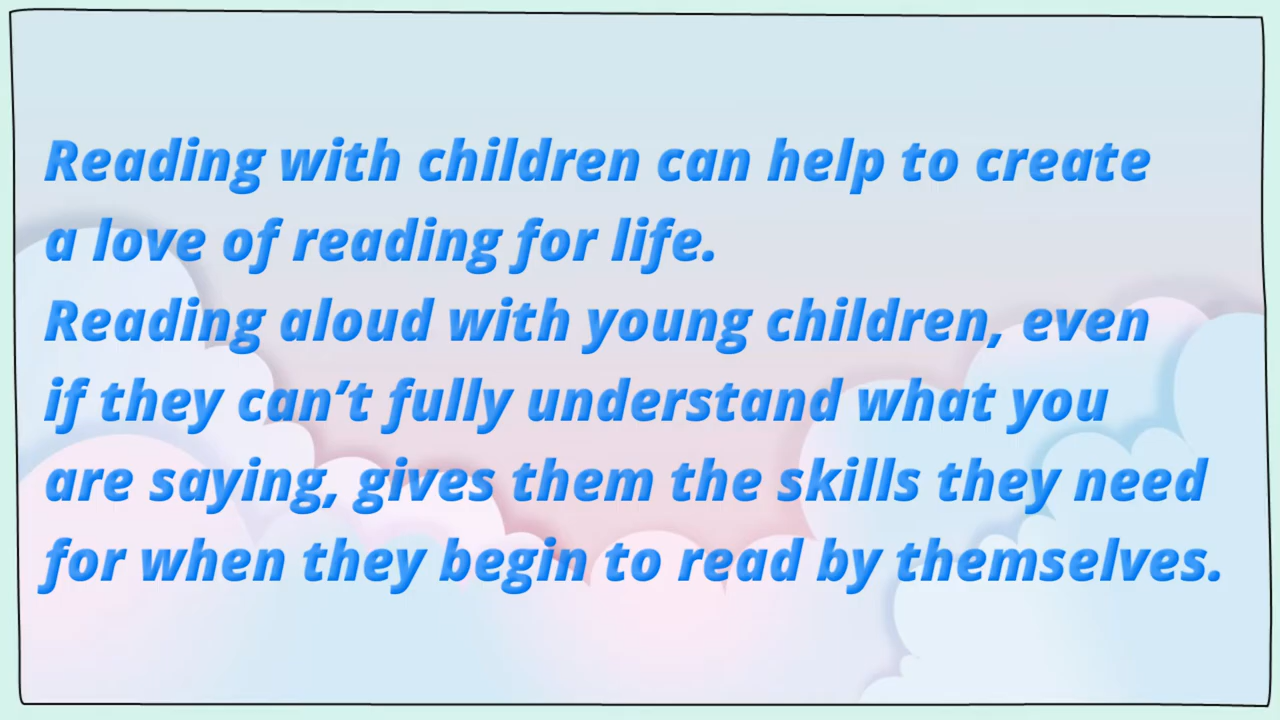 Reading with children can help to create
a love of reading for life.
Reading aloud with young children, even
if they can’t fully understand what you
are saying, gives them the skills they need
for when they begin to read by themselves.